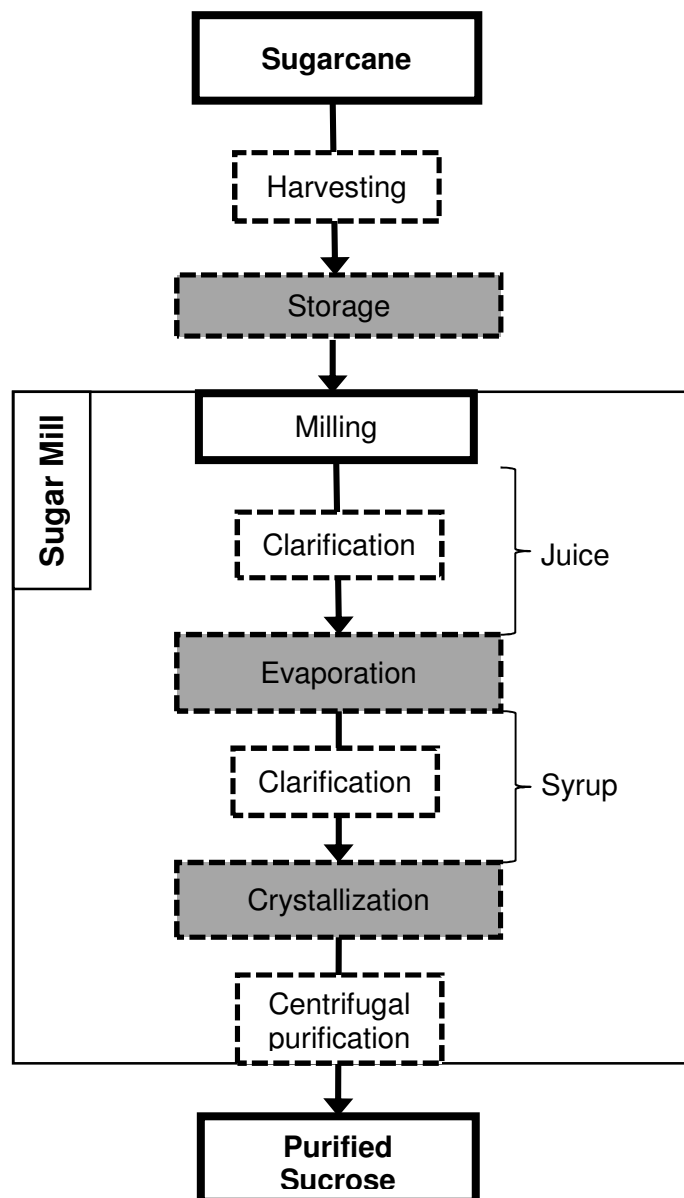 Sugarcane
Harvesting
Storage
Sugar Mill
Milling
Clarification
Juice
Evaporation
Clarification
Syrup
Crystallization
Centrifugal
purification
Purified
Sucrose